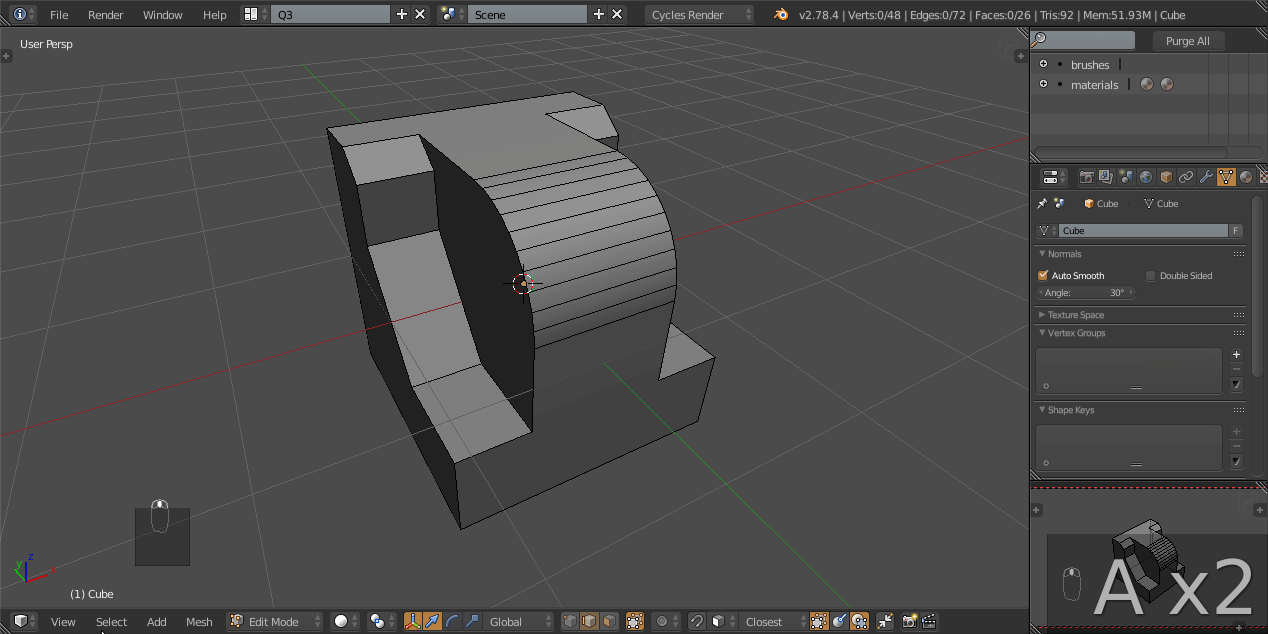 File Render Window Help Q3 Scene Cycles Render v2.78.4 | Verts:0/48 | Edges:0/72 | Faces:0/26 | Tris:92 | Mem:51.93M | Cube
User Persp
Purge All
brushes
materials
Cube Cube
Cube F
Normals
Auto Smooth Double Sided
Angle: 30°
Texture Space
Vertex Groups
Shape Keys
A x2
z
y
x
(1) Cube
View Select Add Mesh Edit Mode Global Closest